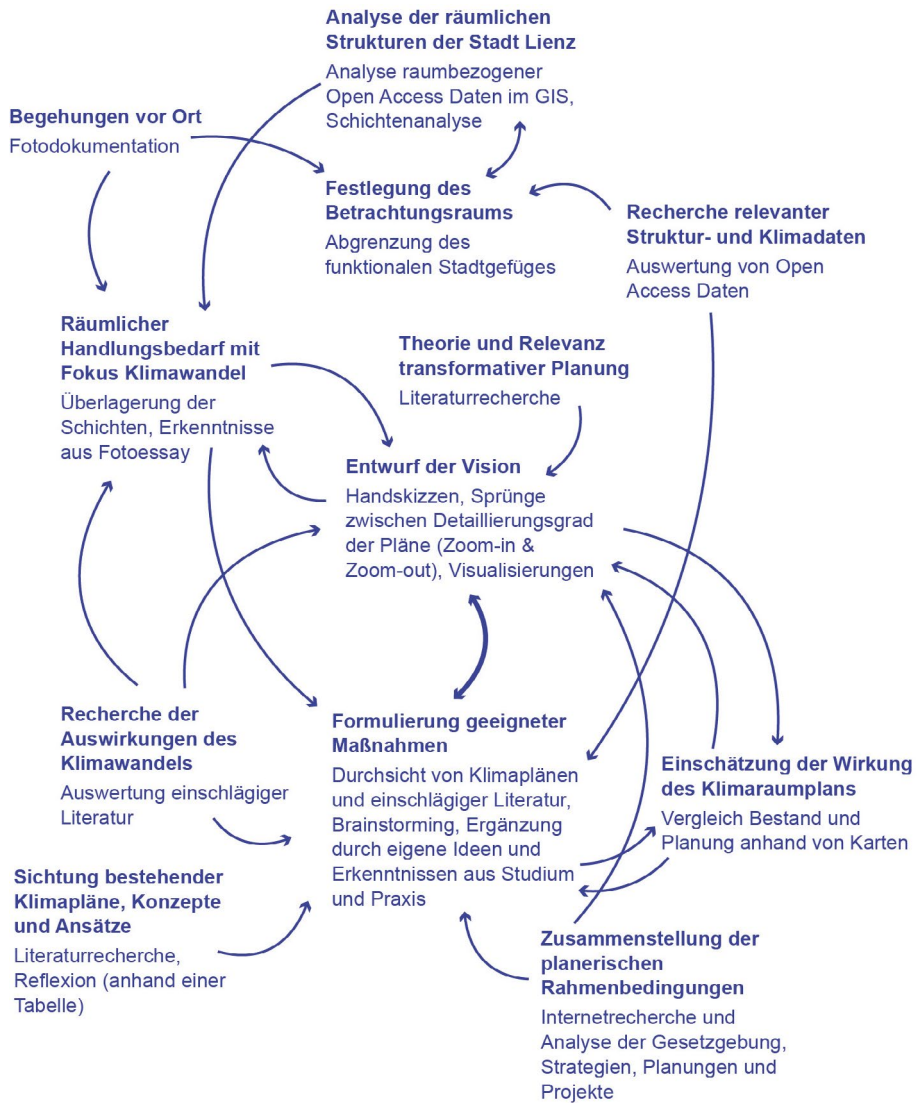 Analyse der räumlichen
Strukturen der Stadt Lienz
Analyse raumbezogener
Open Access Daten im GIS,
Schichtenanalyse
Begehungen vor Ort
Fotodokumentation
Festlegung des
Betrachtungsraums
Abgrenzung des
funktionalen Stadtgefüges
Recherche relevanter
Struktur- und Klimadaten
Auswertung von Open
Access Daten
Räumlicher
Handlungsbedarf mit
Fokus Klimawandel
Überlagerung der
Schichten, Erkenntnisse
aus Fotoessay
Theorie und Relevanz
transformativer Planung
Literaturrecherche
Entwurf der Vision
Handskizzen, Sprünge
zwischen Detaillierungsgrad
der Pläne (Zoom-in &
Zoom-out), Visualisierungen
Recherche der
Auswirkungen des
Klimawandels
Auswertung einschlägiger
Literatur
Formulierung geeigneter
Maßnahmen
Durchsicht von Klimaplänen
und einschlägiger Literatur,
Brainstorming, Ergänzung
durch eigene Ideen und
Erkenntnissen aus Studium
und Praxis
Einschätzung der Wirkung
des Klimaraumplans
Vergleich Bestand und
Planung anhand von Karten
Sichtung bestehender
Klimapläne, Konzepte
und Ansätze
Literaturrecherche,
Reflexion (anhand einer
Tabelle)
Zusammenstellung der
planerischen
Rahmenbedingungen
Internetrecherche und
Analyse der Gesetzgebung,
Strategien, Planungen und
Projekte